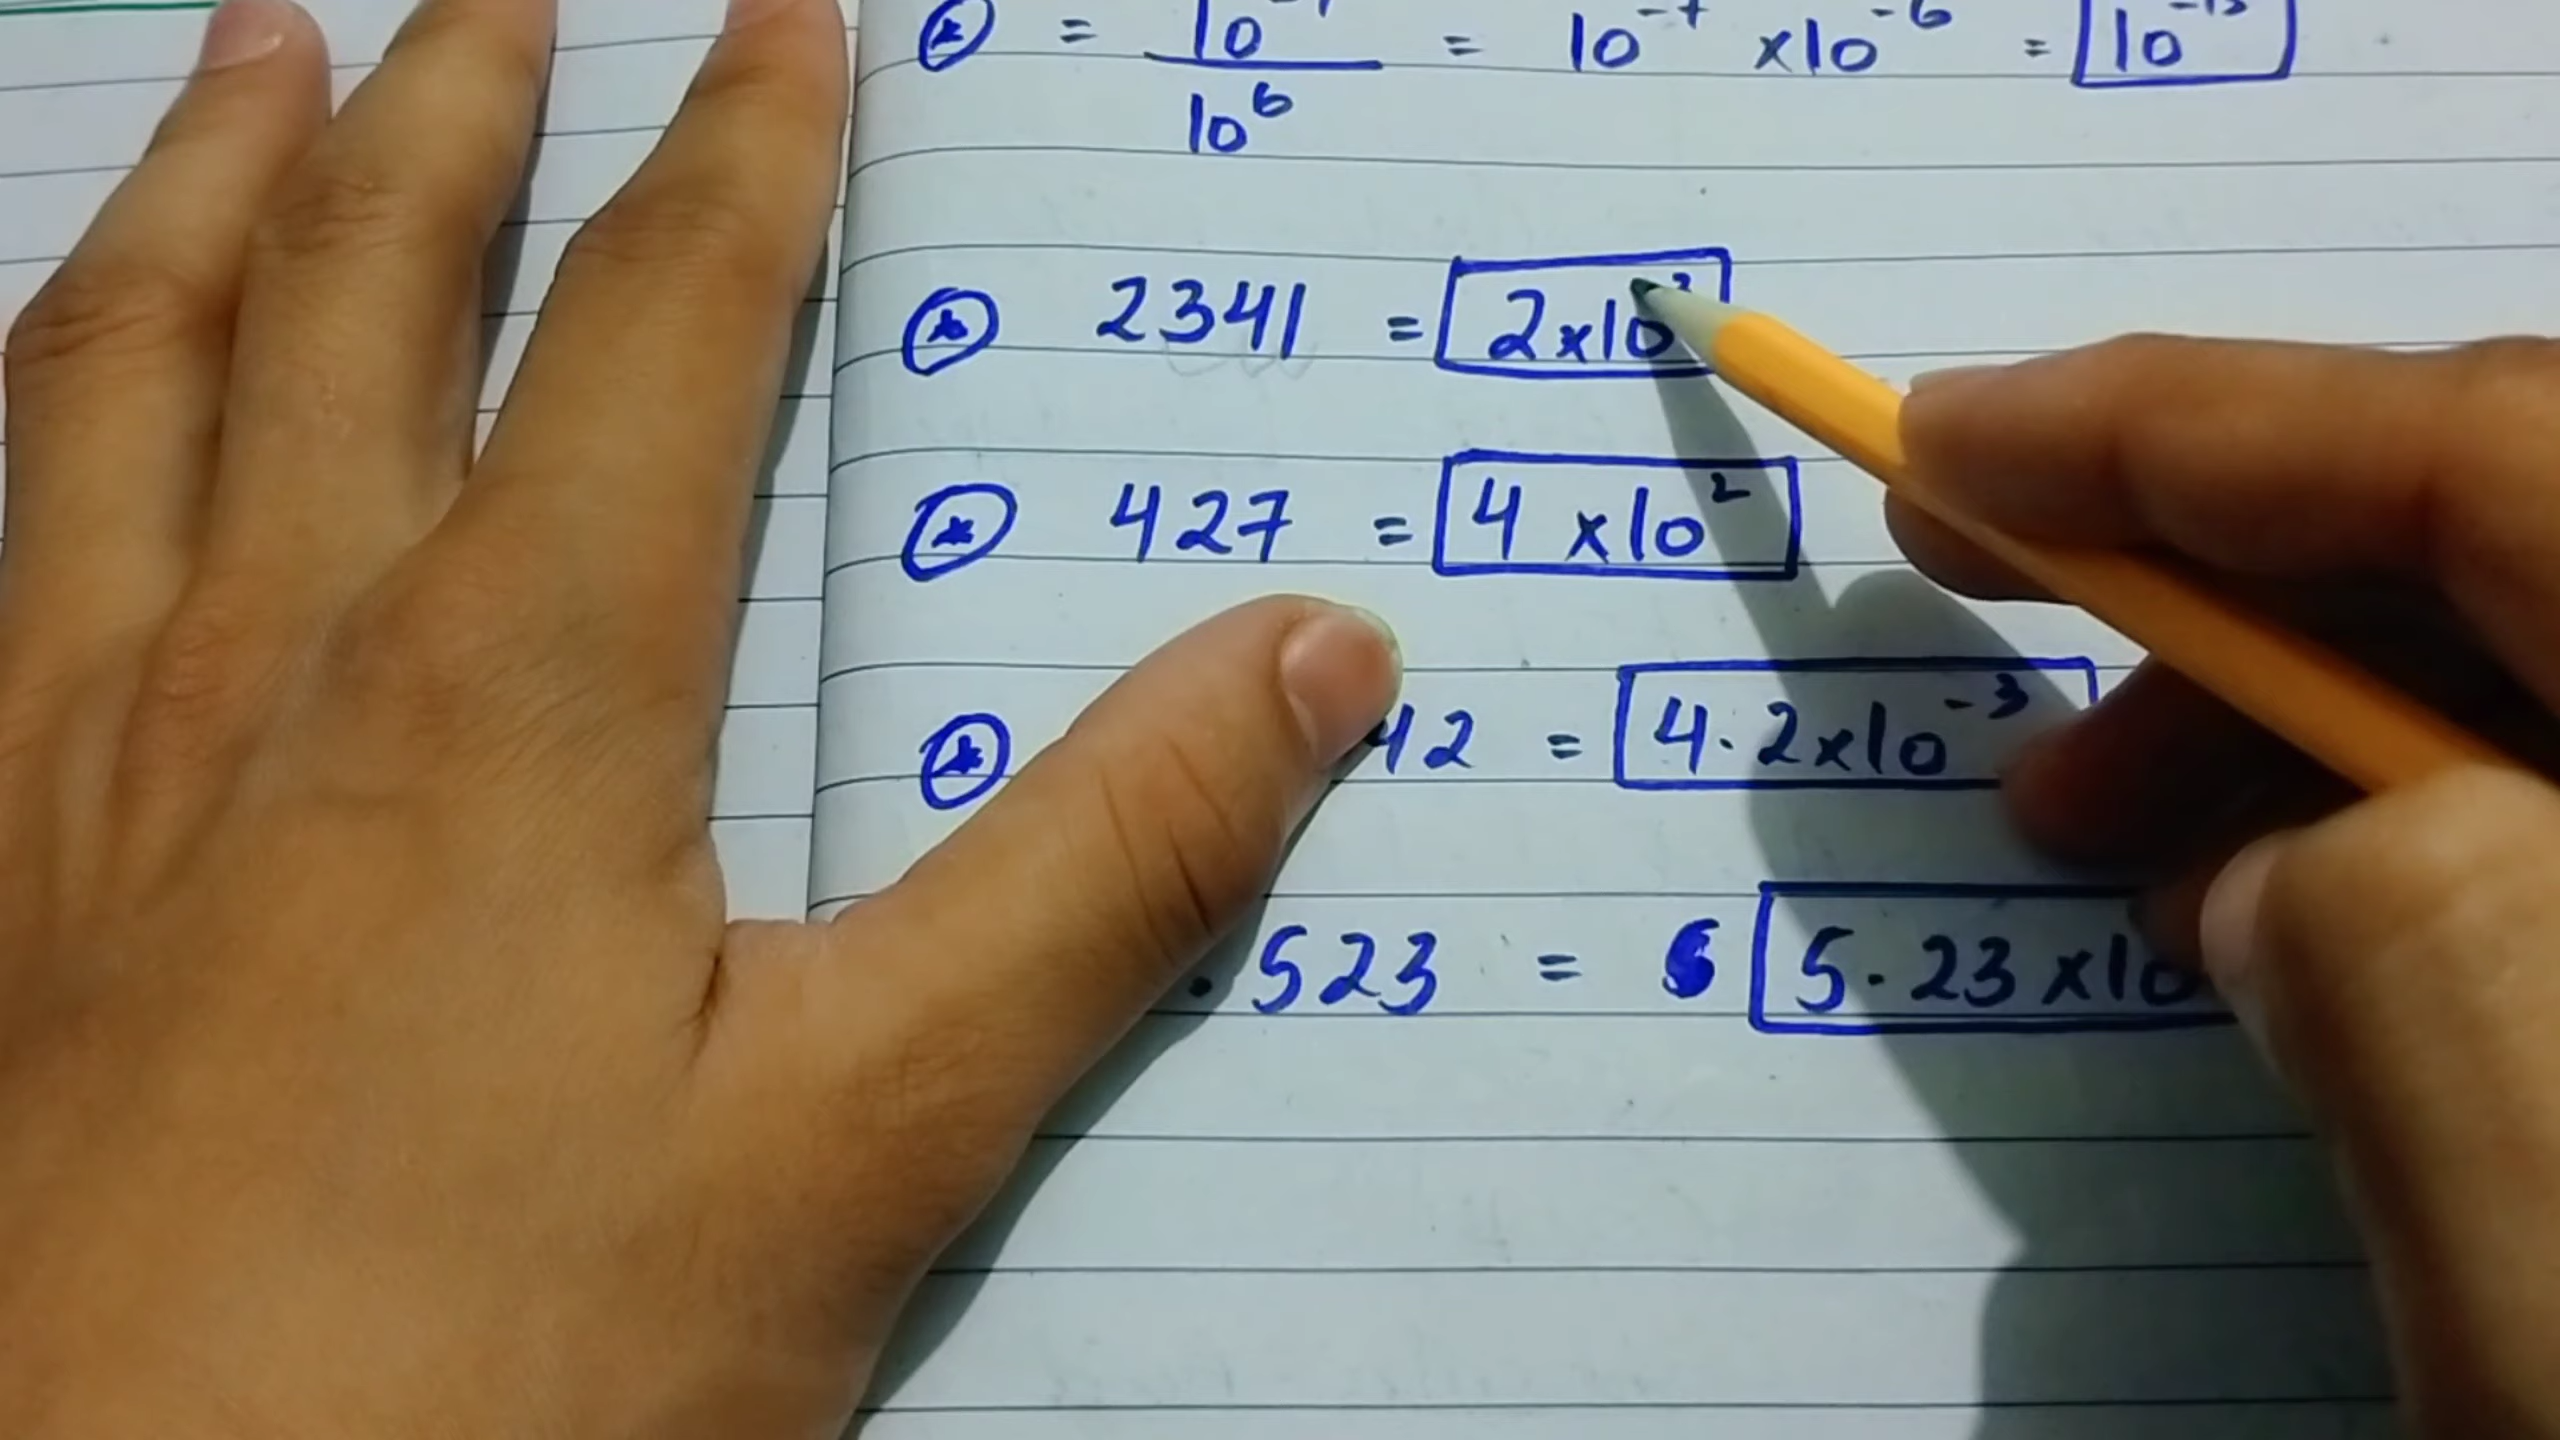 = 10⁻⁷ / 10⁶ = 10⁻⁷ ×10⁻⁶ = 10⁻¹³
2341 = 2×10³
427 = 4 ×10²
42 = 4.2×10⁻³
.523 = 5.23×10